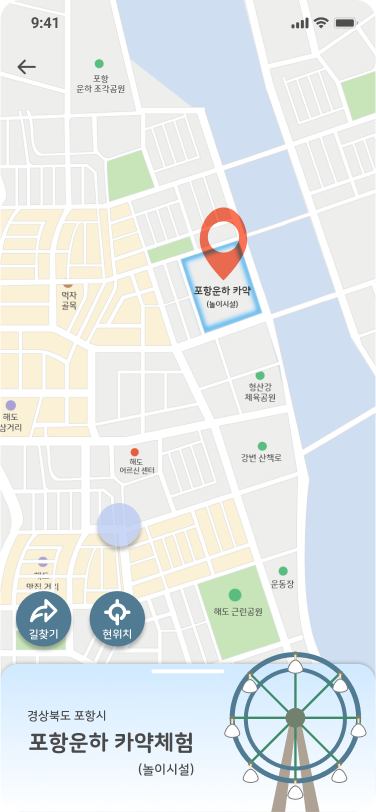 9:41
포항
운하 조각공원
포항운하 카약
(놀이시설)
먹자
골목
형산강
체육공원
해도
삼거리
해도
어르신 센터
강변 산책로
운동장
해도 근린공원
길찾기
현위치
경상북도 포항시
포항운하 카약체험
(놀이시설)